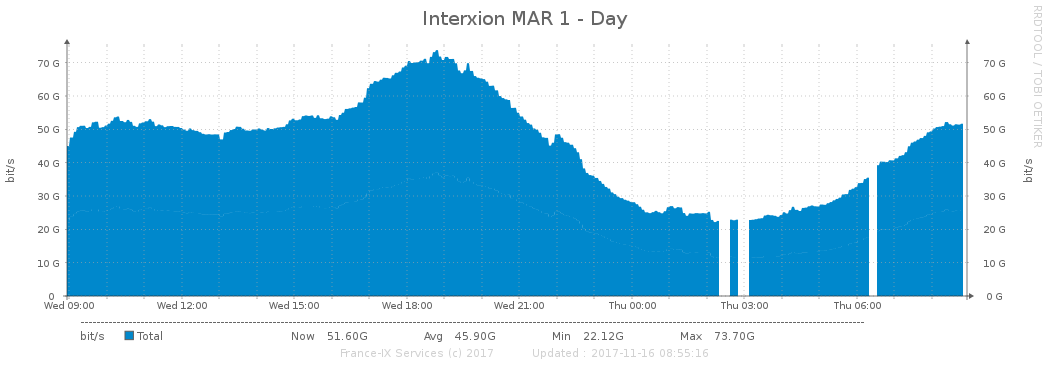 Interxion MAR 1 - Day
RRDTOOL / TOBI OETIKER
bit/s
70 G 70 G
60 G 60 G
50 G 50 G
40 G 40 G
30 G 30 G
20 G 20 G
10 G 10 G
0 0 G
bit/s
Wed 09:00 Wed 12:00 Wed 15:00 Wed 18:00 Wed 21:00 Thu 00:00 Thu 03:00 Thu 06:00
bit/s Total Now 51.60G Avg 45.90G Min 22.12G Max 73.70G
France-IX Services (c) 2017 Updated : 2017-11-16 08:55:16